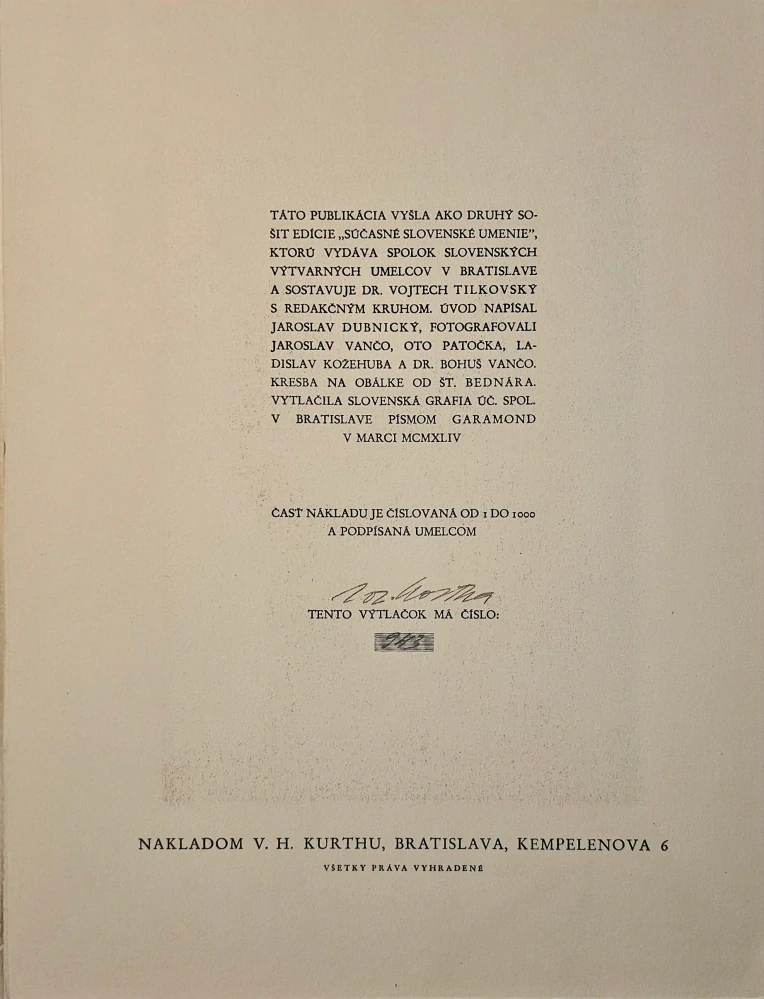 TÁTO PUBLIKÁCIA VYŠLA AKO DRUHÝ SO-
ŠIT EDÍCIE „SÚČASNÉ SLOVENSKÉ UMENIE",
KTORÚ VYDÁVA SPOLOK SLOVENSKÝCH
VÝTVARNÝCH UMELCOV V BRATISLAVE
A SOSTAVUJE DR. VOJTECH TILKOVSKÝ
S REDAKČNÝM KRUHOM. ÚVOD NAPÍSAL
JAROSLAV DUBNICKÝ, FOTOGRAFOVALI
JAROSLAV VANČO, OTO PATOČKA, LA-
DISLAV KOŽEHUBA A DR. BOHUŠ VANČO.
KRESBA NA OBÁLKE OD ŠT. BEDNÁRA.
VYTLAČILA SLOVENSKÁ GRAFIA ÚČ. SPOL.
V BRATISLAVE PÍSMOM GARAMOND
V MARCI MCMXLIV
ČASŤ NÁKLADU JE ČÍSLOVANÁ OD 1 DO 1000
A PODPÍSANÁ UMELCOM
TENTO VÝTLAČOK MÁ ČÍSLO:
943
NAKLADOM V. H. KURTHU, BRATISLAVA, KEMPELENOVA 6
VŠETKY PRÁVA VYHRADENÉ